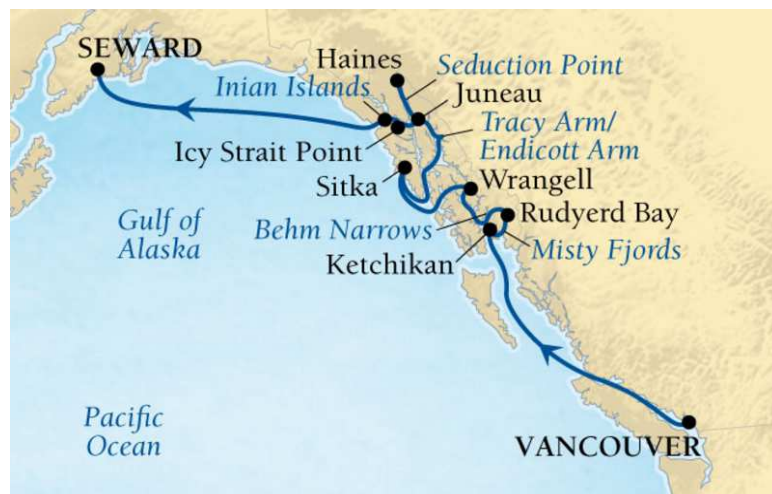 SEWARD
Haines
Seduction Point
Inian Islands
Juneau
Tracy Arm/
Endicott Arm
Icy Strait Point
Sitka
Wrangell
Rudyerd Bay
Gulf of
Alaska
Behm Narrows
Misty Fjords
Ketchikan
Pacific
Ocean
VANCOUVER